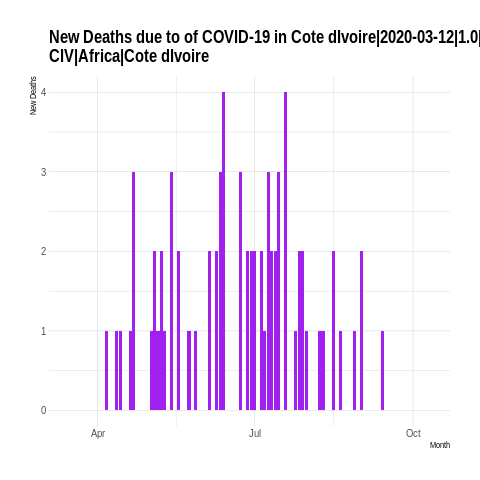 New Deaths due to of COVID-19 in Cote dIvoire|2020-03-12|1.0|
CIV|Africa|Cote dIvoire
New Deaths
4
3
2
1
0
Apr
Jul
Oct
Month